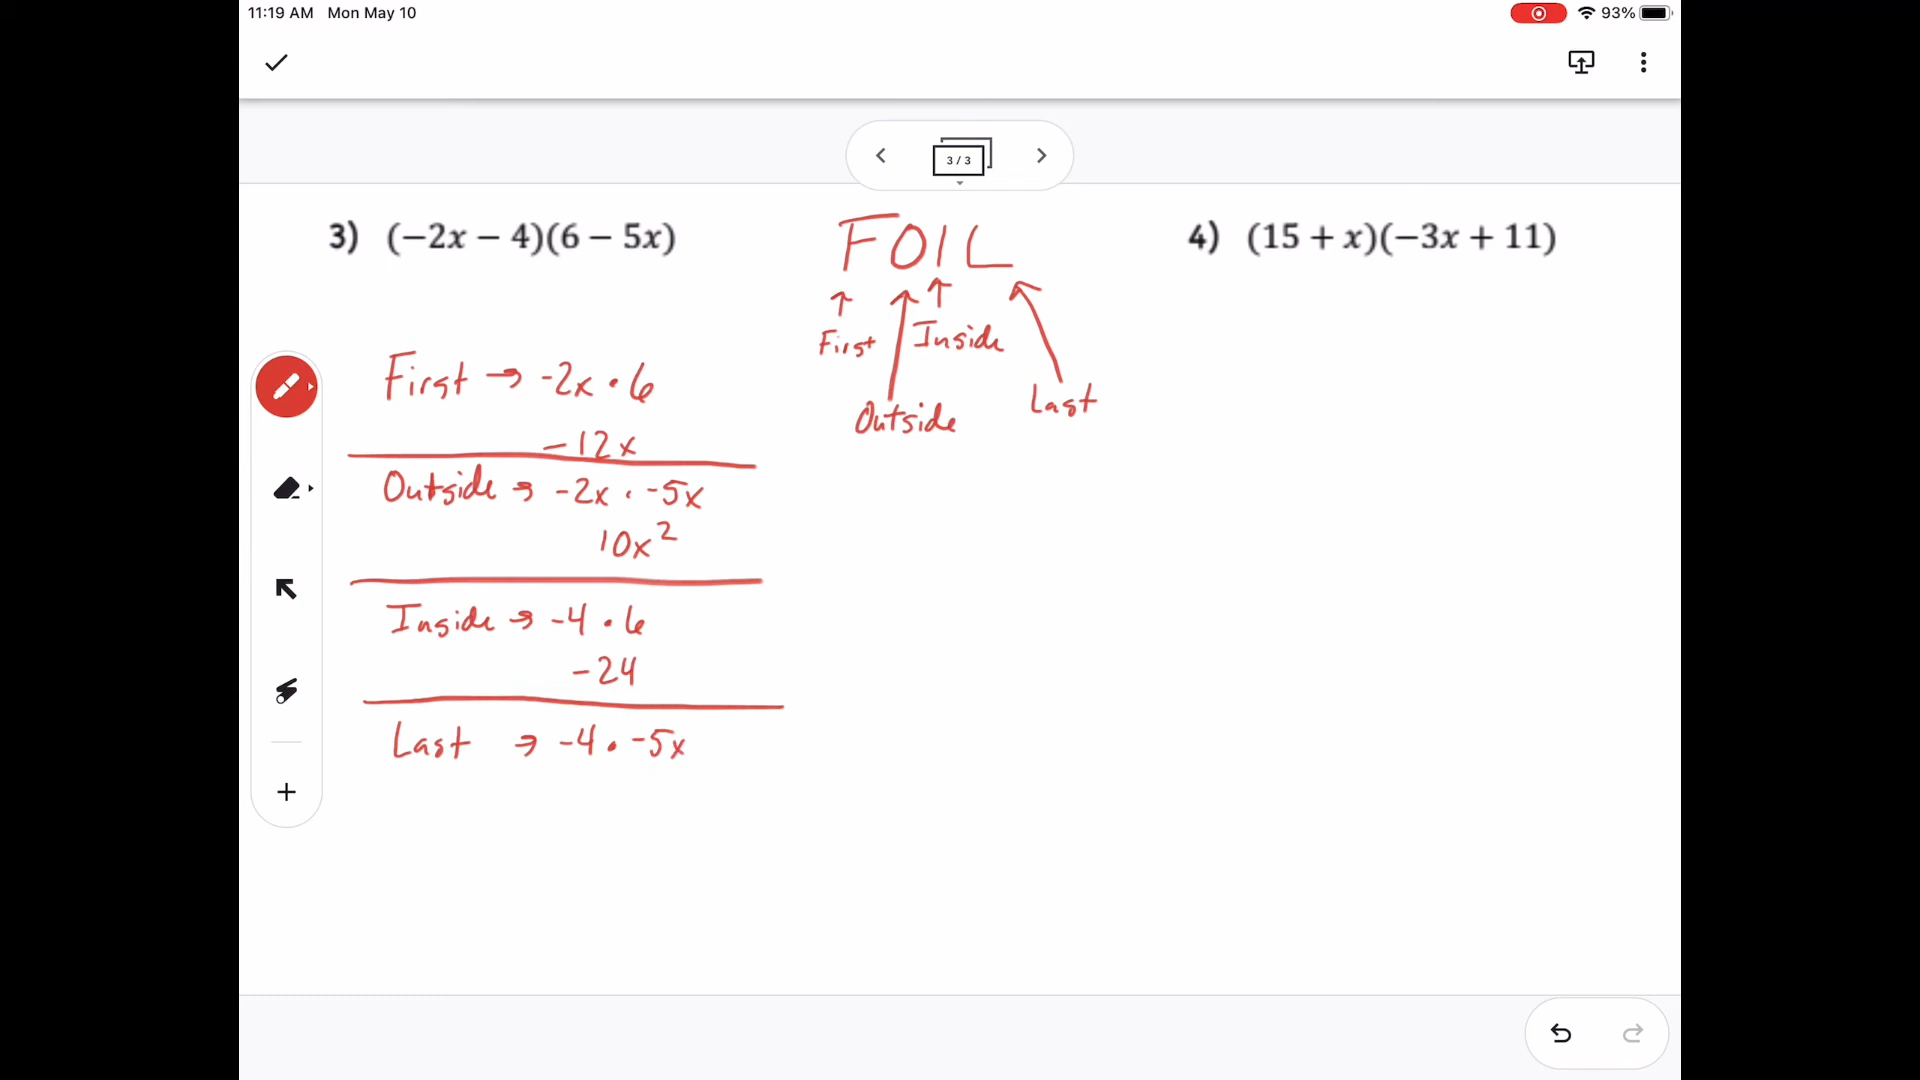 11:19 AM Mon May 10
93%
3 / 3
3) (−2x − 4)(6 − 5x)
FOIL
4) (15 + x)(−3x + 11)
First
Inside
Outside
Last
First → -2x · 6
-12x
Outside → -2x · -5x
10x²
Inside → -4 · 6
-24
Last → -4 · -5x